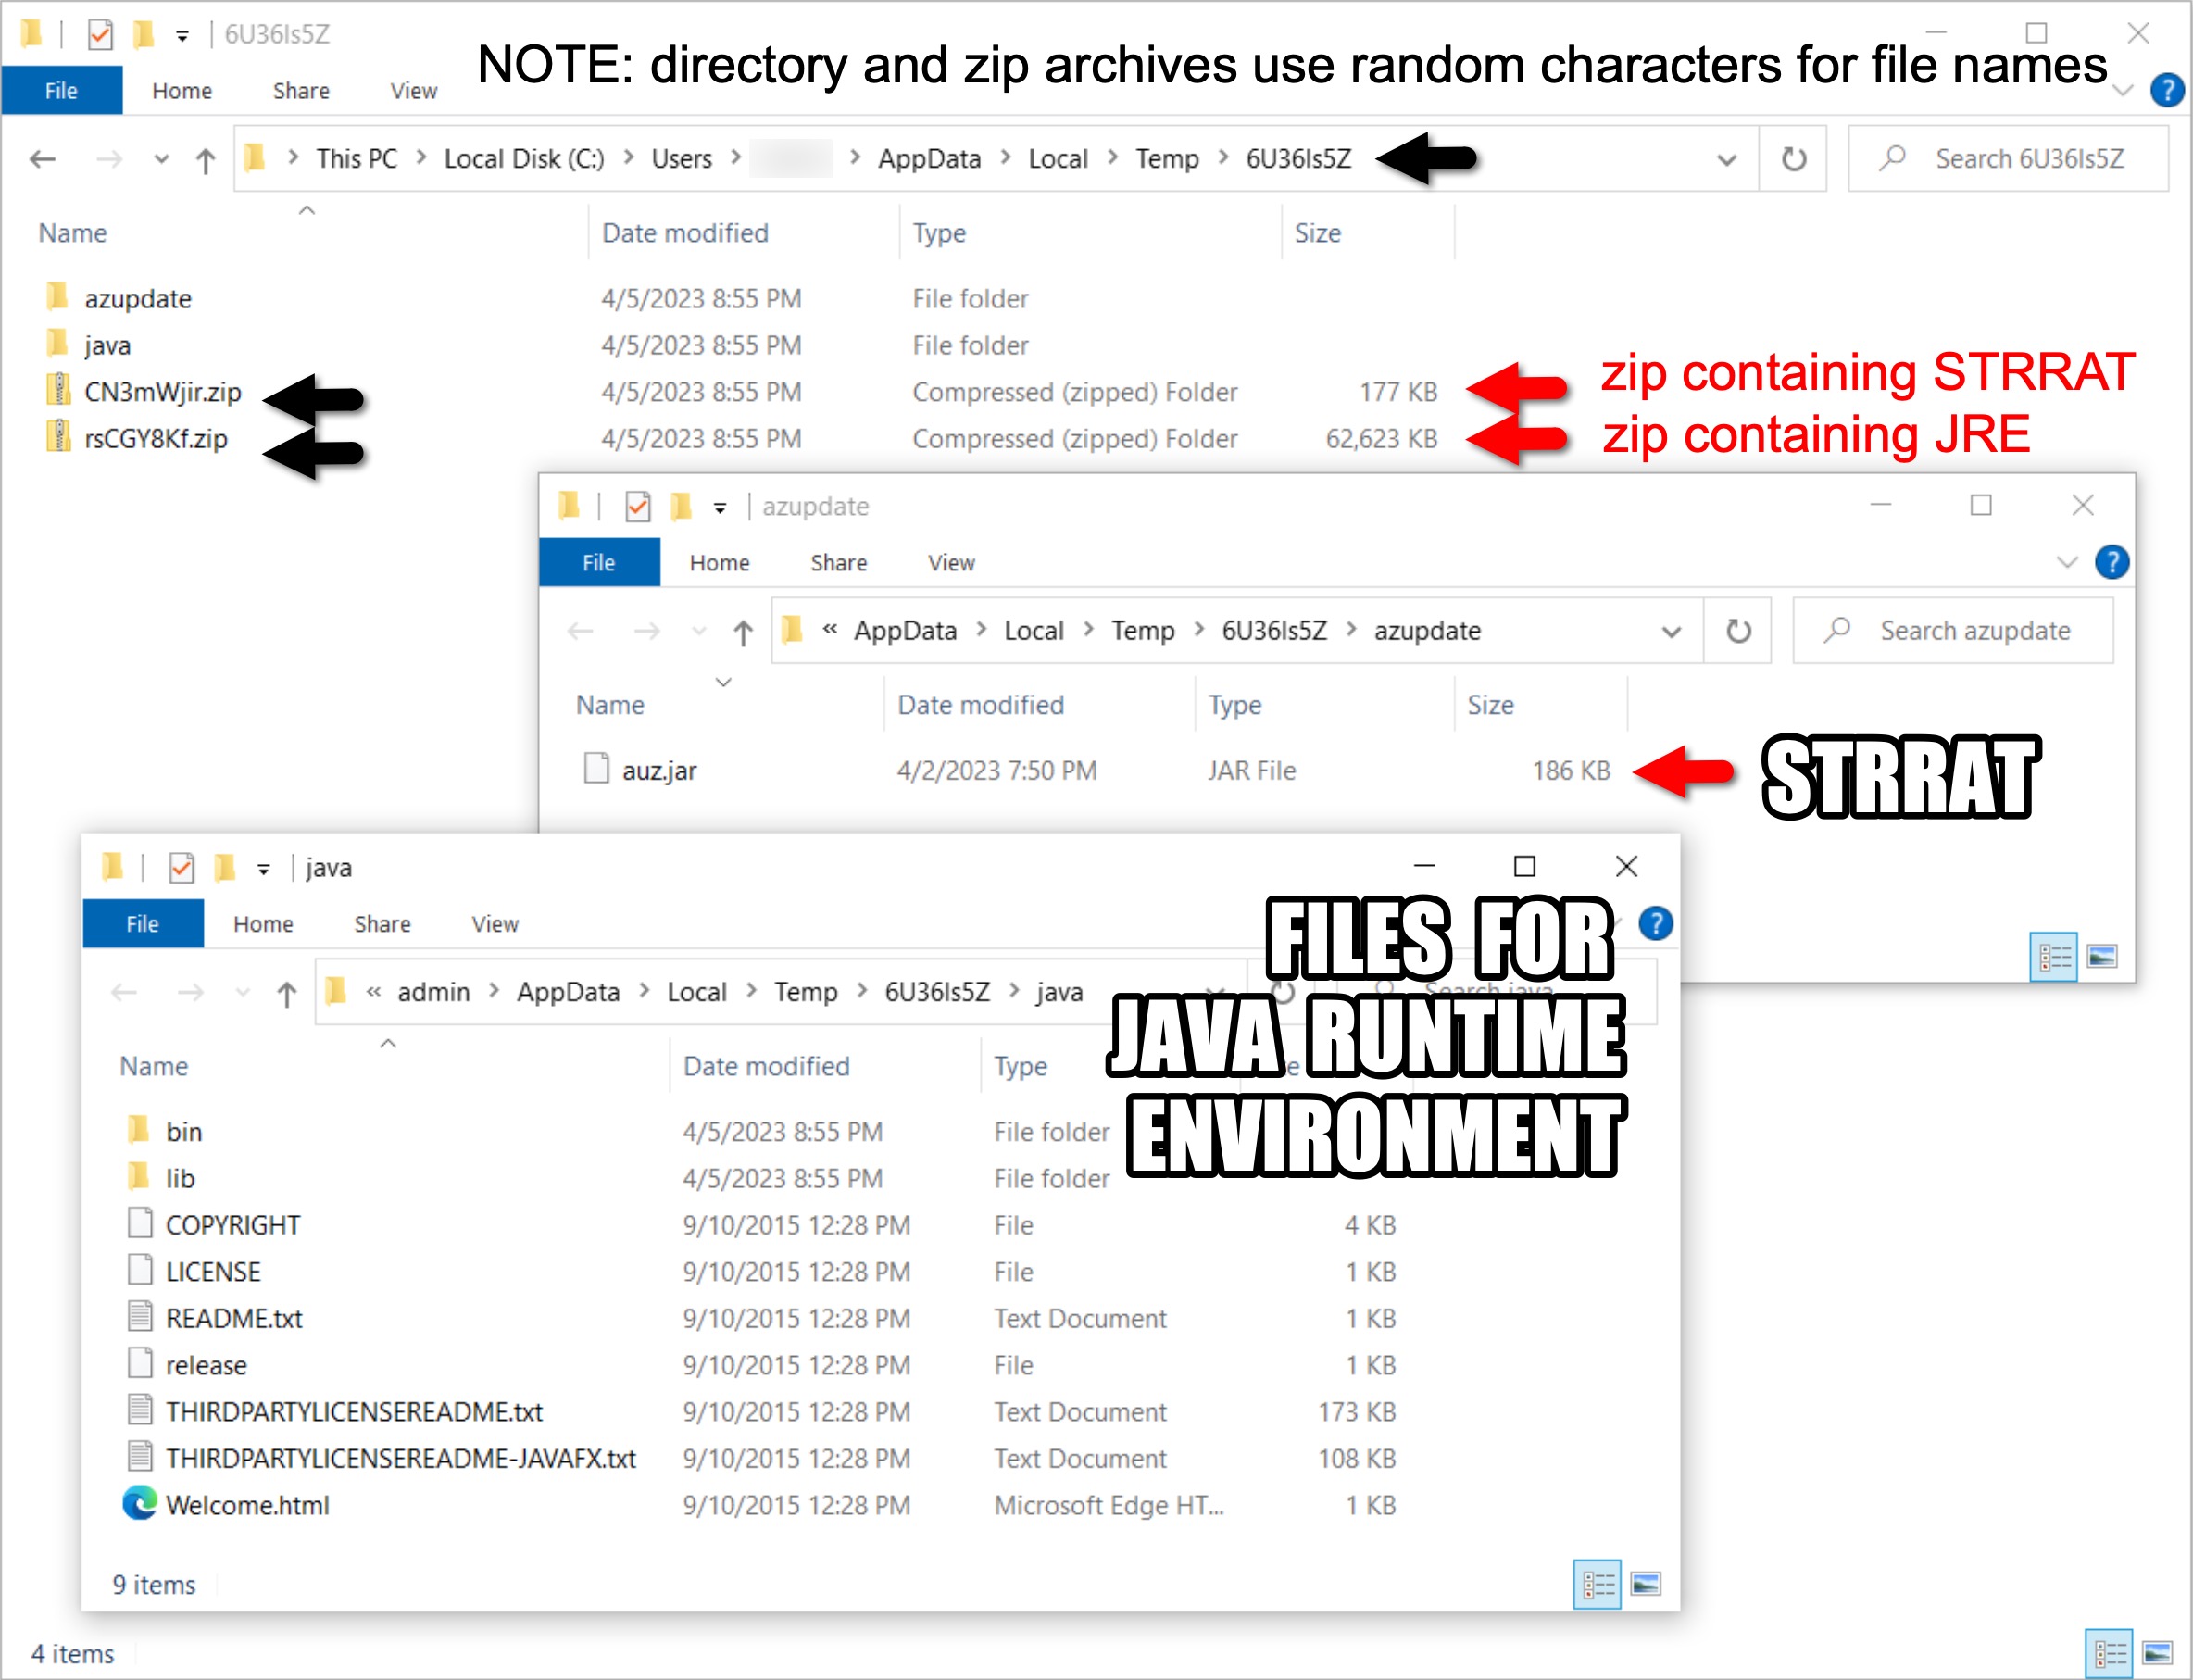 6U36Is5Z
NOTE: directory and zip archives use random characters for file names
File Home Share View
This PC > Local Disk (C:) > Users > > AppData > Local > Temp > 6U36Is5Z
Search 6U36Is5Z
Name Date modified Type Size
azupdate 4/5/2023 8:55 PM File folder
java 4/5/2023 8:55 PM File folder
CN3mWjir.zip 4/5/2023 8:55 PM Compressed (zipped) Folder 177 KB zip containing STRRAT
rsCGY8Kf.zip 4/5/2023 8:55 PM Compressed (zipped) Folder 62,623 KB zip containing JRE
azupdate
File Home Share View
« AppData > Local > Temp > 6U36Is5Z > azupdate
Search azupdate
Name Date modified Type Size
auz.jar 4/2/2023 7:50 PM JAR File 186 KB
STRRAT
java
File Home Share View
« admin > AppData > Local > Temp > 6U36Is5Z > java
Search java
FILES FOR
JAVA RUNTIME
ENVIRONMENT
Name Date modified Type
bin 4/5/2023 8:55 PM File folder
lib 4/5/2023 8:55 PM File folder
COPYRIGHT 9/10/2015 12:28 PM File 4 KB
LICENSE 9/10/2015 12:28 PM File 1 KB
README.txt 9/10/2015 12:28 PM Text Document 1 KB
release 9/10/2015 12:28 PM File 1 KB
THIRDPARTYLICENSEREADME.txt 9/10/2015 12:28 PM Text Document 173 KB
THIRDPARTYLICENSEREADME-JAVAFX.txt 9/10/2015 12:28 PM Text Document 108 KB
Welcome.html 9/10/2015 12:28 PM Microsoft Edge HT... 1 KB
9 items
4 items